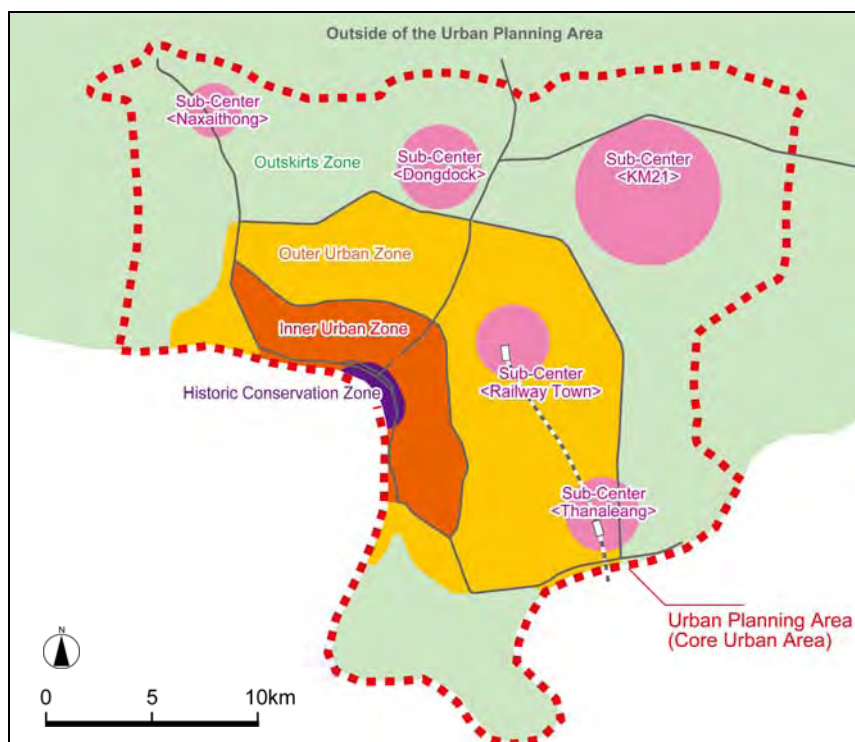 Outside of the Urban Planning Area
Sub-Center
<Naxaithong>
Sub-Center
<Dongdock>
Sub-Center
<KM21>
Outskirts Zone
Outer Urban Zone
Inner Urban Zone
Sub-Center
<Railway Town>
Historic Conservation Zone
Sub-Center
<Thanaleang>
Urban Planning Area
(Core Urban Area)
N
0 5 10km